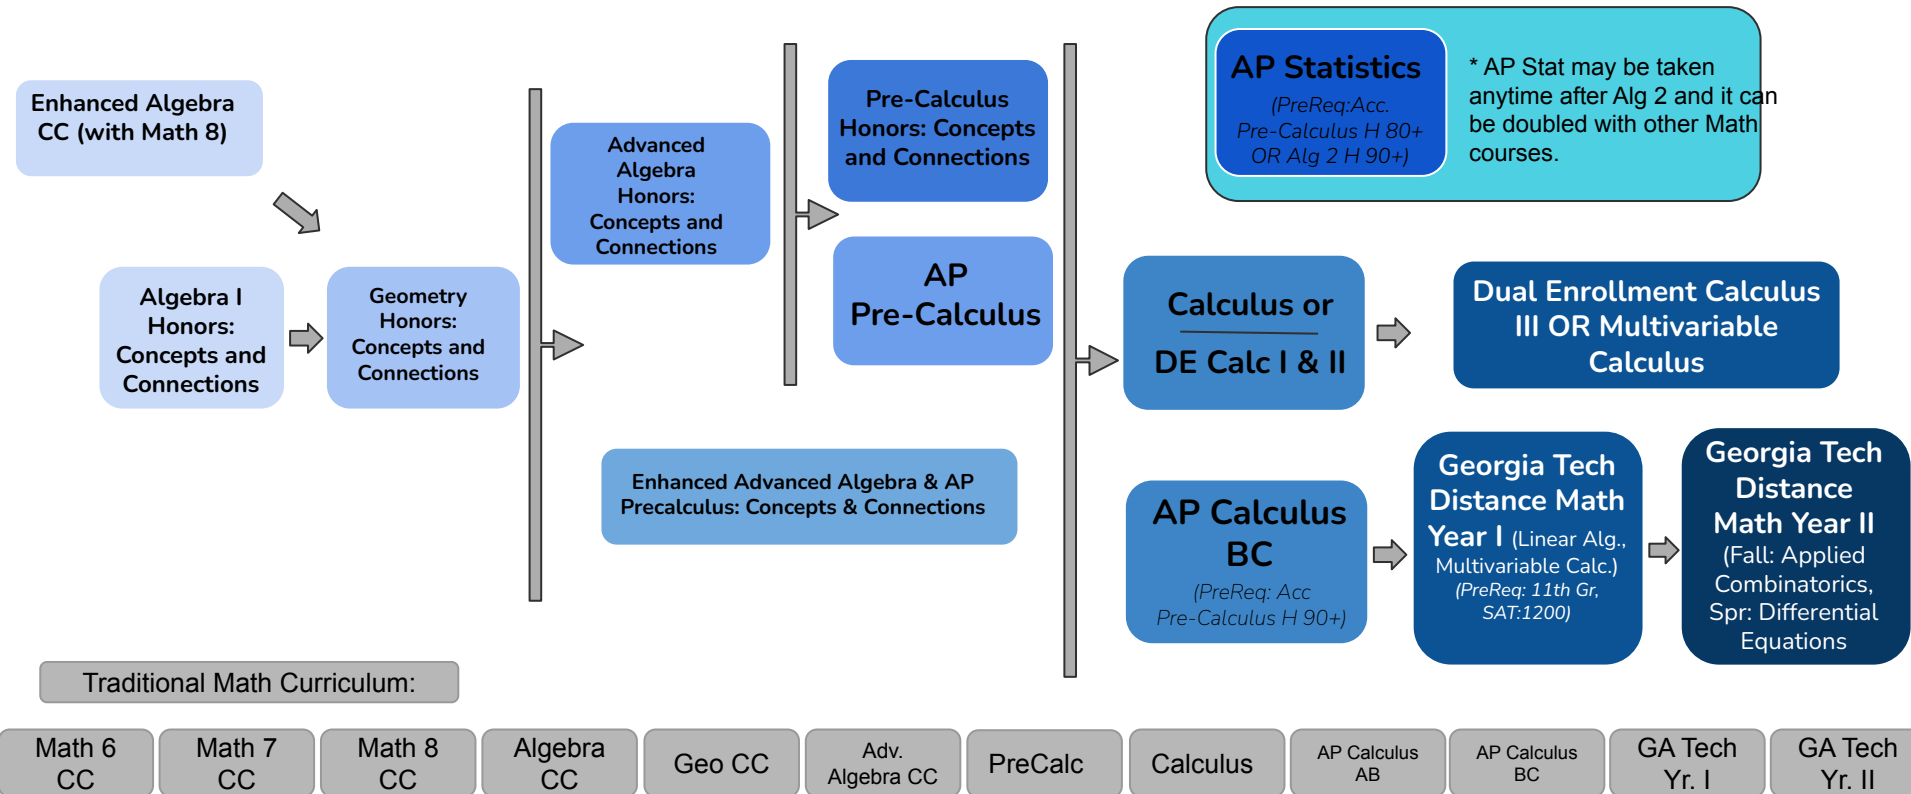 Enhanced Algebra
CC (with Math 8)
Algebra I
Honors:
Concepts and
Connections
Geometry
Honors:
Concepts and
Connections
Advanced
Algebra
Honors:
Concepts and
Connections
Pre-Calculus
Honors: Concepts
and Connections
AP
Pre-Calculus
Enhanced Advanced Algebra & AP
Precalculus: Concepts & Connections
AP Statistics
(PreReq:Acc.
Pre-Calculus H 80+
OR Alg 2 H 90+)
* AP Stat may be taken
anytime after Alg 2 and it can
be doubled with other Math
courses.
Calculus or
DE Calc I & II
Dual Enrollment Calculus
III OR Multivariable
Calculus
AP Calculus
BC
(PreReq: Acc
Pre-Calculus H 90+)
Georgia Tech
Distance Math
Year I (Linear Alg.,
Multivariable Calc.)
(PreReq: 11th Gr,
SAT:1200)
Georgia Tech
Distance
Math Year II
(Fall: Applied
Combinatorics,
Spr: Differential
Equations
Traditional Math Curriculum:
Math 6
CC
Math 7
CC
Math 8
CC
Algebra
CC
Geo CC
Adv.
Algebra CC
PreCalc
Calculus
AP Calculus
AB
AP Calculus
BC
GA Tech
Yr. I
GA Tech
Yr. II